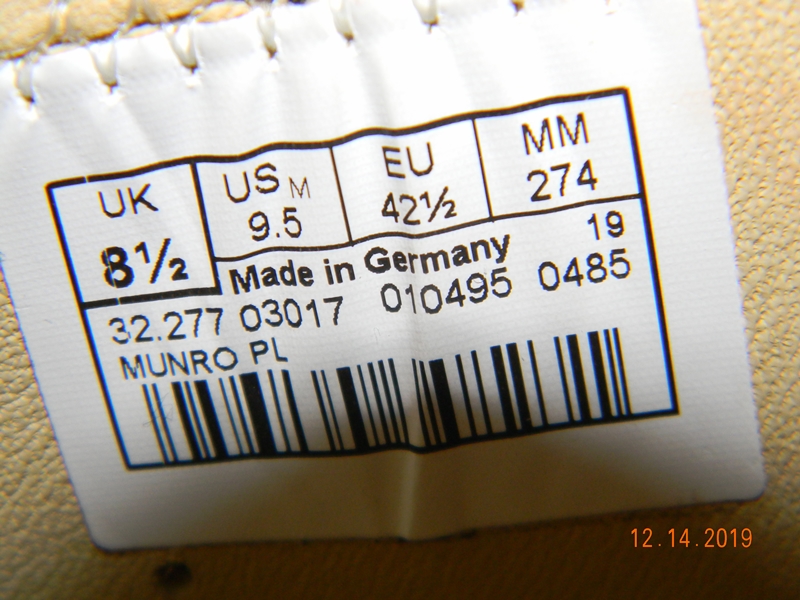 UK US M EU MM
8½ 9.5 42½ 274
Made in Germany 19
32.277 03017 010495 0485
MUNRO PL
12.14.2019